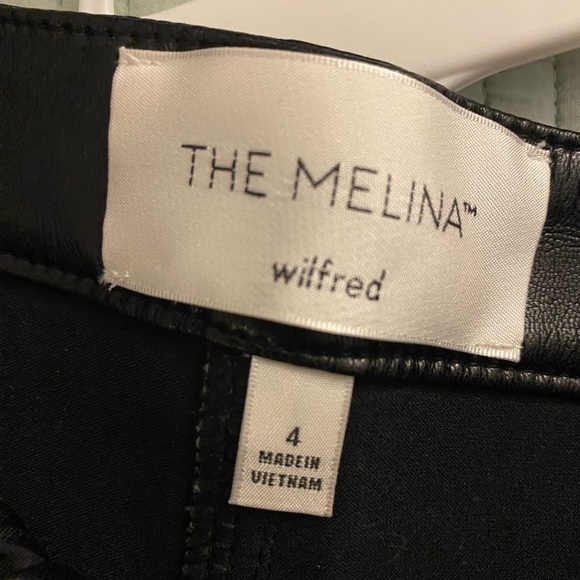 THE MELINA™
wilfred
4
MADE IN
VIETNAM